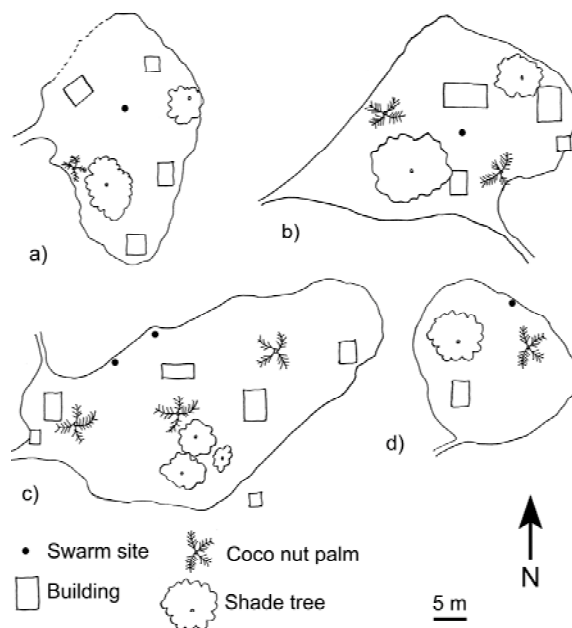 a)
b)
c)
d)
Swarm site
Coco nut palm
Building
Shade tree
5 m
N